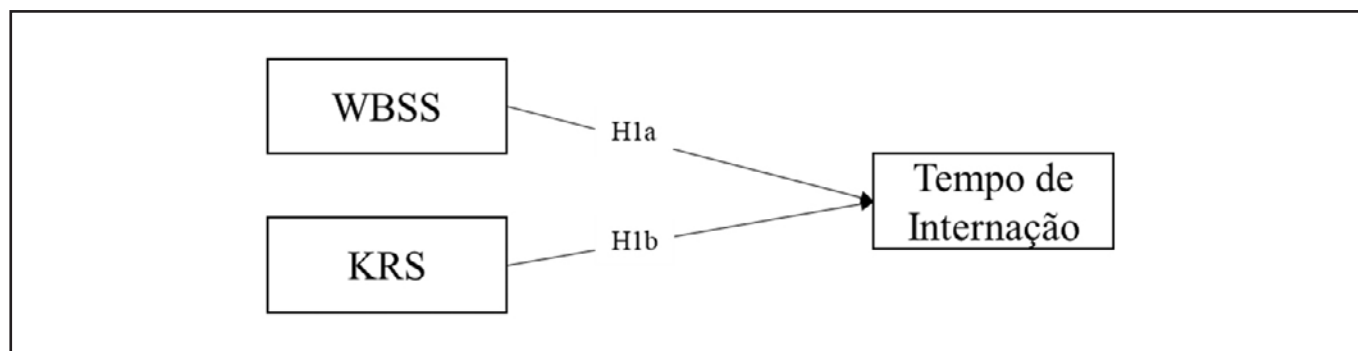 WBSS
H1a
Tempo de
Internação
H1b
KRS